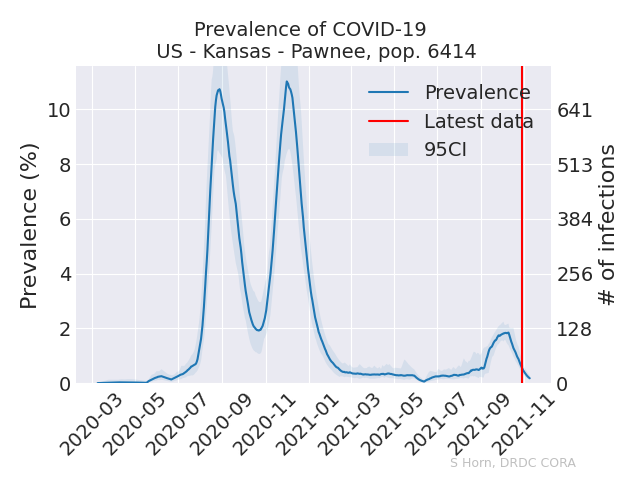 Prevalence of COVID-19
US - Kansas - Pawnee, pop. 6414
Prevalence
Latest data
95CI
Prevalence (%)
10
8
6
4
2
0
641
513
384
256
128
0
# of infections
2020-03
2020-05
2020-07
2020-09
2020-11
2021-01
2021-03
2021-05
2021-07
2021-09
2021-11
S Horn, DRDC CORA